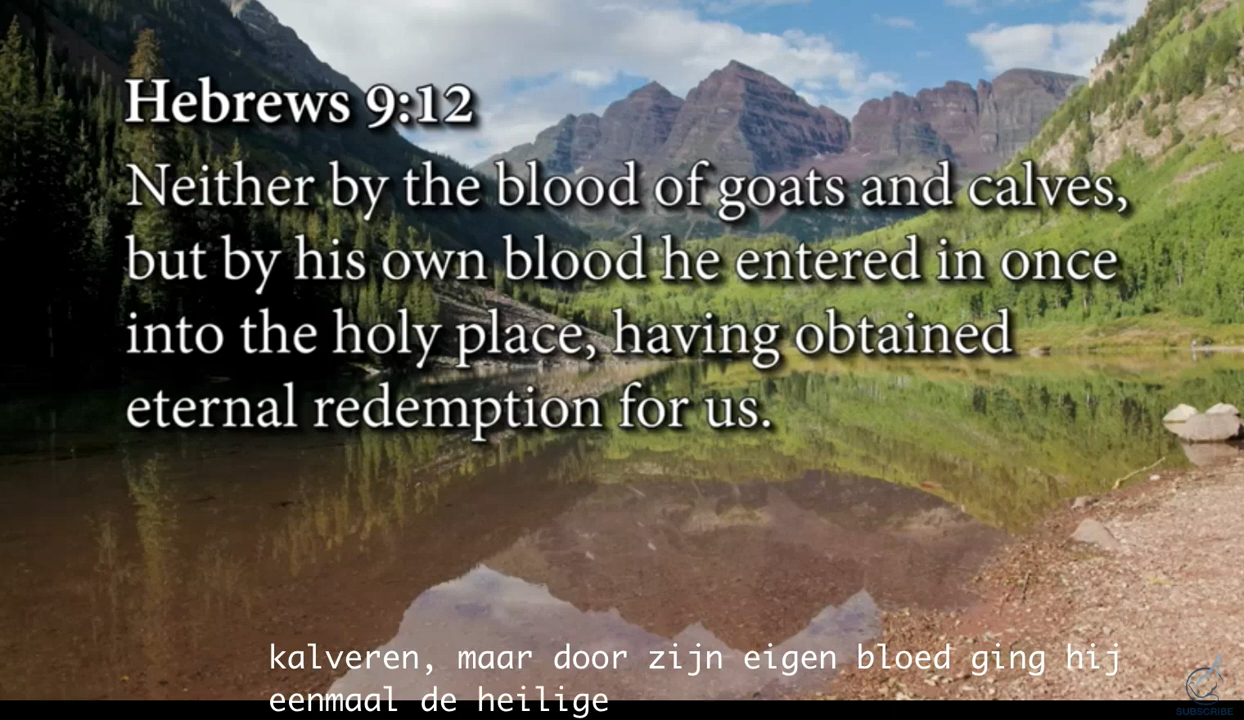 Hebrews 9:12
Neither by the blood of goats and calves,
but by his own blood he entered in once
into the holy place, having obtained
eternal redemption for us.
kalveren, maar door zijn eigen bloed ging hij
eenmaal de heilige
SUBSCRIBE